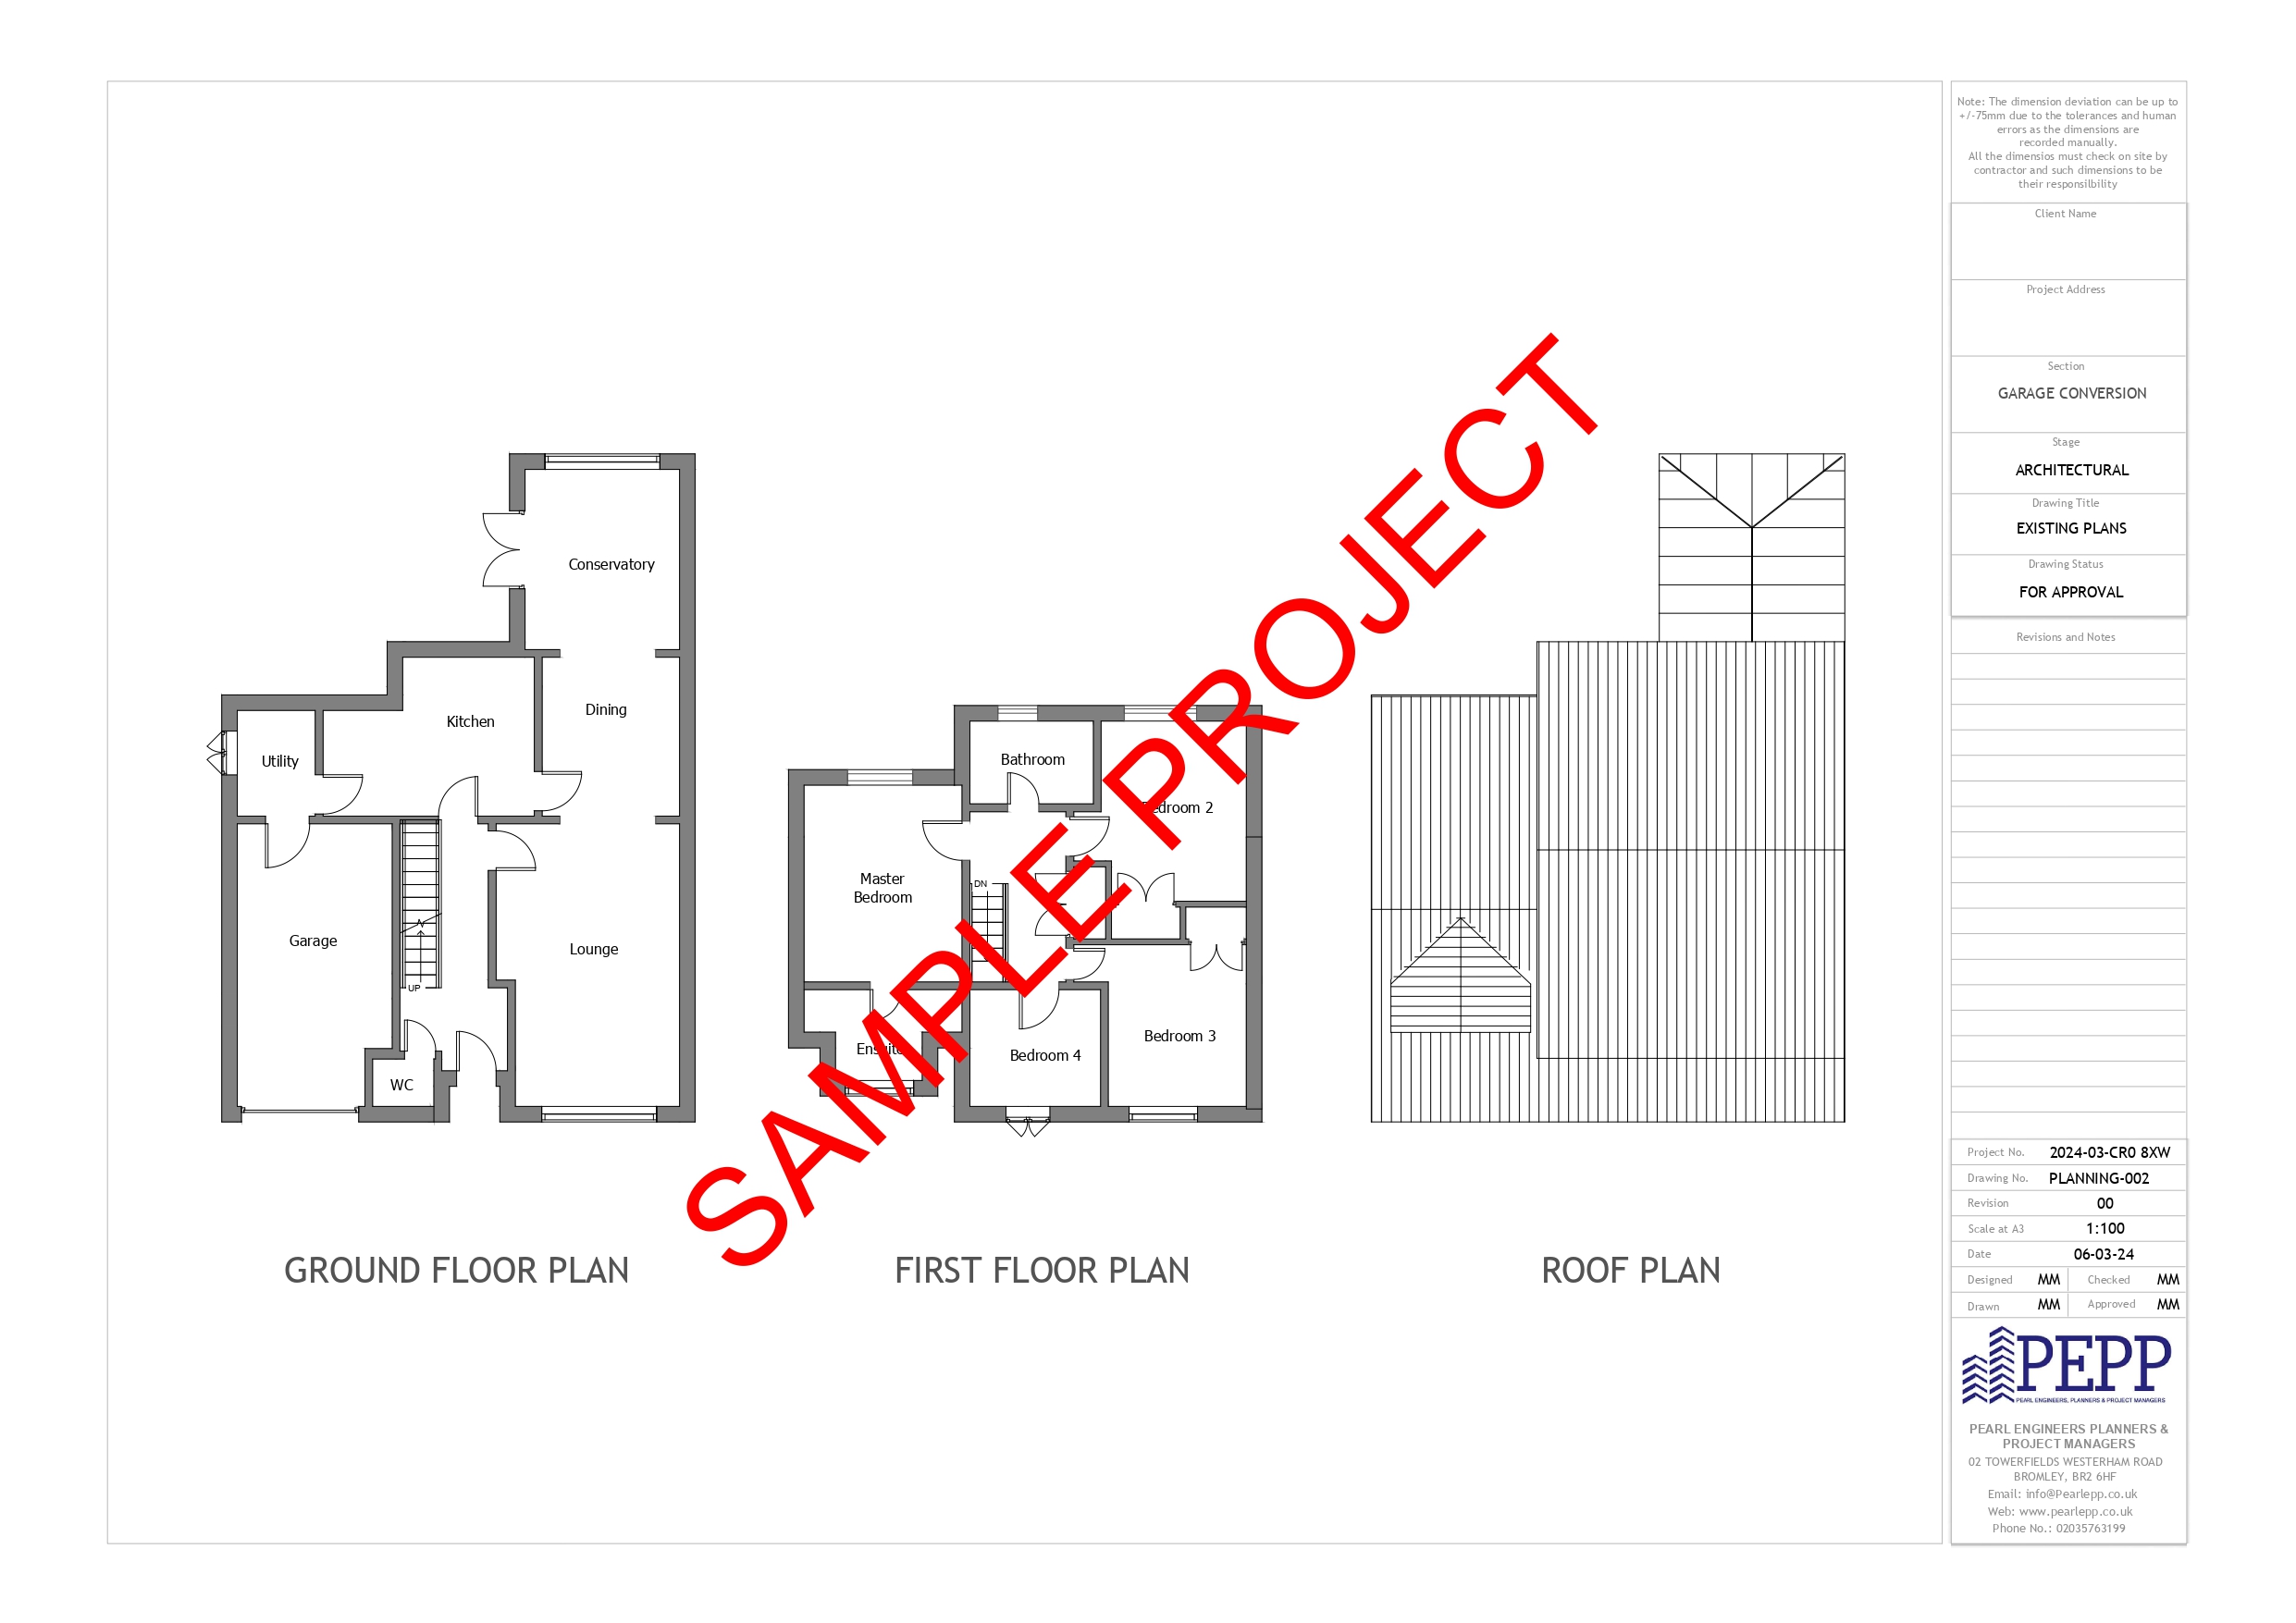 Conservatory
Kitchen
Dining
Utility
Garage
Lounge
UP
WC
GROUND FLOOR PLAN
Bathroom
Bedroom 2
Master
Bedroom
DN
Ensuite
Bedroom 4
Bedroom 3
FIRST FLOOR PLAN
ROOF PLAN
SAMPLE PROJECT
Note: The dimension deviation can be up to
+/-75mm due to the tolerances and human
errors as the dimensions are
recorded manually.
All the dimensios must check on site by
contractor and such dimensions to be
their responsilbility
Client Name
Project Address
Section
GARAGE CONVERSION
Stage
ARCHITECTURAL
Drawing Title
EXISTING PLANS
Drawing Status
FOR APPROVAL
Revisions and Notes
Project No. 2024-03-CR0 8XW
Drawing No. PLANNING-002
Revision 00
Scale at A3 1:100
Date 06-03-24
Designed MM Checked MM
Drawn MM Approved MM
PEPP
PEARL ENGINEERS, PLANNERS & PROJECT MANAGERS
PEARL ENGINEERS PLANNERS &
PROJECT MANAGERS
02 TOWERFIELDS WESTERHAM ROAD
BROMLEY, BR2 6HF
Email: info@Pearlepp.co.uk
Web: www.pearlepp.co.uk
Phone No.: 02035763199